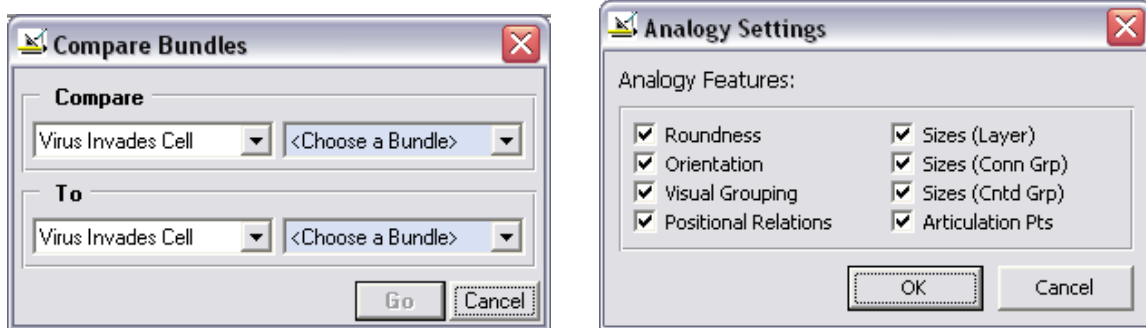 Compare Bundles
Compare
Virus Invades Cell <Choose a Bundle>
To
Virus Invades Cell <Choose a Bundle>
Go Cancel
Analogy Settings
Analogy Features:
Roundness Sizes (Layer)
Orientation Sizes (Conn Grp)
Visual Grouping Sizes (Cntd Grp)
Positional Relations Articulation Pts
OK Cancel